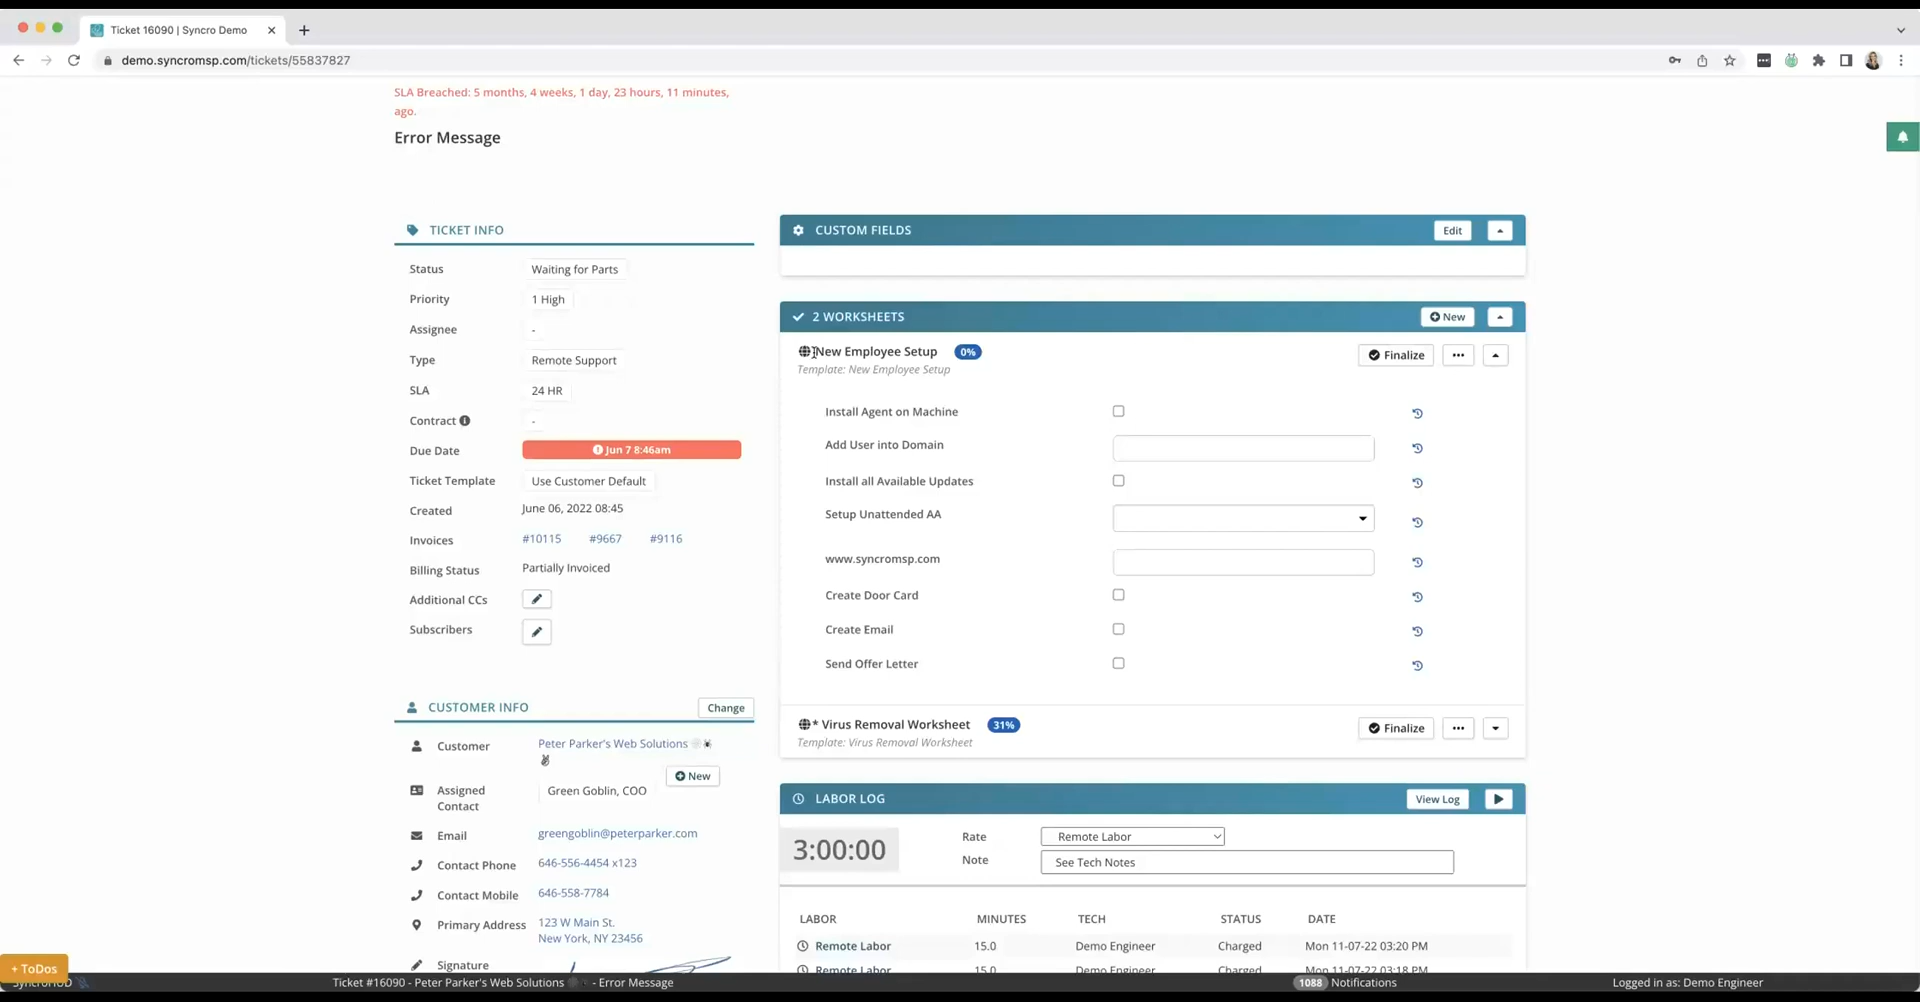 Ticket 16090 | Syncro Demo
demo.syncromsp.com/tickets/55837827
SLA Breached: 5 months, 4 weeks, 1 day, 23 hours, 11 minutes,
ago.
Error Message
TICKET INFO
Status Waiting for Parts
Priority 1 High
Assignee -
Type Remote Support
SLA 24 HR
Contract -
Due Date Jun 7 8:46am
Ticket Template Use Customer Default
Created June 06, 2022 08:45
Invoices #10115 #9667 #9116
Billing Status Partially Invoiced
Additional CCs
Subscribers
CUSTOMER INFO Change
Customer Peter Parker's Web Solutions
New
Assigned Green Goblin, COO
Contact
Email greengoblin@peterparker.com
Contact Phone 646-556-4454 x123
Contact Mobile 646-558-7784
Primary Address 123 W Main St.
New York, NY 23456
Signature
CUSTOM FIELDS Edit
2 WORKSHEETS New
New Employee Setup 0% Finalize
Template: New Employee Setup
Install Agent on Machine
Add User into Domain
Install all Available Updates
Setup Unattended AA
www.syncromsp.com
Create Door Card
Create Email
Send Offer Letter
* Virus Removal Worksheet 31% Finalize
Template: Virus Removal Worksheet
LABOR LOG View Log
3:00:00
Rate Remote Labor
Note See Tech Notes
LABOR MINUTES TECH STATUS DATE
Remote Labor 15.0 Demo Engineer Charged Mon 11-07-22 03:20 PM
Remote Labor 15.0 Demo Engineer Charged Mon 11-07-22 03:18 PM
+ ToDos
SyncroHUD Ticket #16090 - Peter Parker's Web Solutions - Error Message 1088 Notifications Logged in as: Demo Engineer